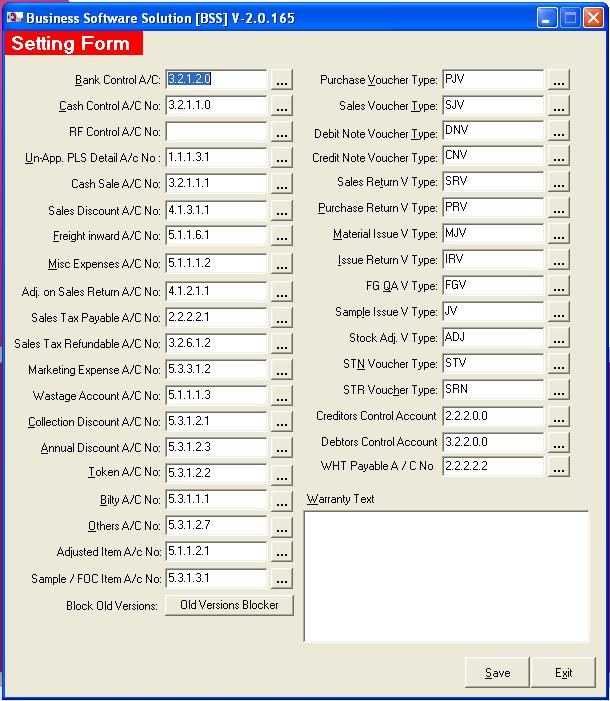 Business Software Solution [BSS] V-2.0.165
Setting Form
Bank Control A/C: 3.2.1.2.0 ...
Cash Control A/C No: 3.2.1.1.0 ...
RF Control A/C No: ...
Un-App. PLS Detail A/c No : 1.1.1.3.1 ...
Cash Sale A/C No: 3.2.1.1.1 ...
Sales Discount A/C No: 4.1.3.1.1 ...
Freight inward A/C No: 5.1.1.6.1 ...
Misc Expenses A/C No: 5.1.1.1.2 ...
Adj. on Sales Return A/C No: 4.1.2.1.1 ...
Sales Tax Payable A/C No: 2.2.2.2.1 ...
Sales Tax Refundable A/C No: 3.2.6.1.2 ...
Marketing Expense A/C No: 5.3.3.1.2 ...
Wastage Account A/C No: 5.1.1.1.3 ...
Collection Discount A/C No: 5.3.1.2.1 ...
Annual Discount A/C No: 5.3.1.2.3 ...
Token A/C No: 5.3.1.2.2 ...
Bilty A/C No: 5.3.1.1.1 ...
Others A/C No: 5.3.1.2.7 ...
Adjusted Item A/c No: 5.1.1.2.1 ...
Sample / FOC Item A/c No: 5.3.1.3.1 ...
Block Old Versions: Old Versions Blocker
Purchase Voucher Type: PJV ...
Sales Voucher Type: SJV ...
Debit Note Voucher Type: DNV ...
Credit Note Voucher Type: CNV ...
Sales Return V Type: SRV ...
Purchase Return V Type: PRV ...
Material Issue V Type: MJV ...
Issue Return V Type: IRV ...
FG QA V Type: FGV ...
Sample Issue V Type: JV ...
Stock Adj. V Type: ADJ ...
STN Voucher Type: STV ...
STR Voucher Type: SRN ...
Creditors Control Account 2.2.2.0.0 ...
Debtors Control Account 3.2.2.0.0 ...
WHT Payable A / C No 2.2.2.2.2 ...
Warranty Text
Save Exit